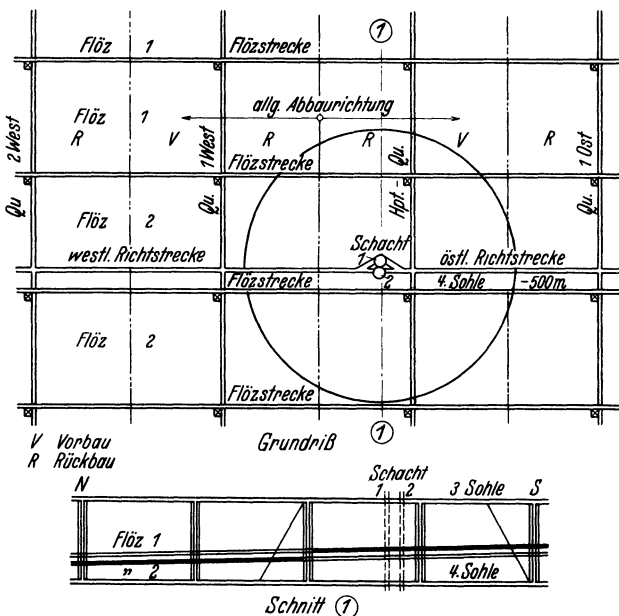 1
Flöz 1
Flözstrecke
allg. Abbaurichtung
Flöz 1
R
V
R
R
V
R
2 West
1 West
Hpt.-Qu.
1 Ost
Flözstrecke
Qu
Qu.
Qu.
Flöz 2
Schacht
westl. Richtstrecke
1
östl. Richtstrecke
Flözstrecke
2
4. Sohle -500m
Flöz 2
Flözstrecke
1
V Vorbau
R Rückbau
Grundriß
Schacht
N
1
2
3 Sohle
S
Flöz 1
" 2
4. Sohle
Schnitt 1